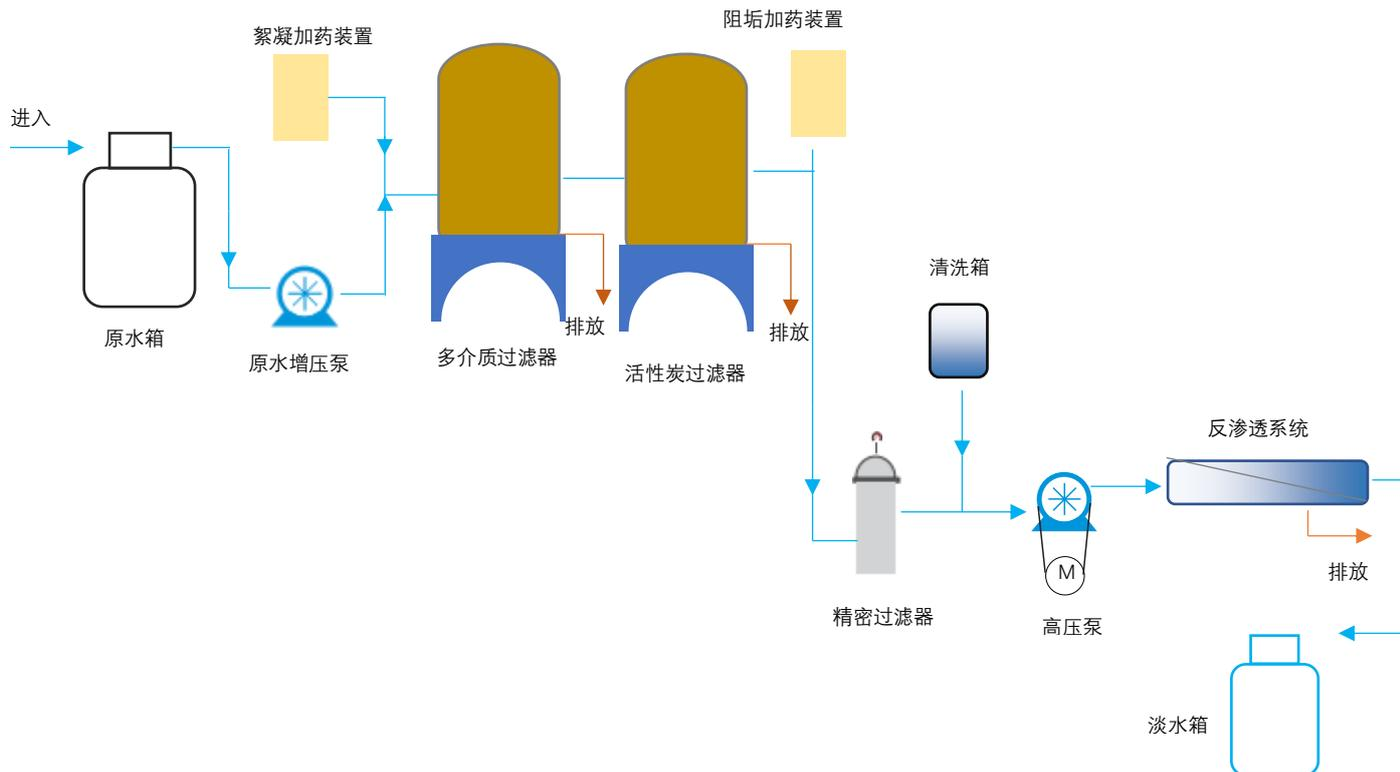 阻垢加药装置
絮凝加药装置
进入
清洗箱
排放
排放
原水箱
原水增压泵
多介质过滤器
活性炭过滤器
反渗透系统
排放
M
精密过滤器
高压泵
淡水箱